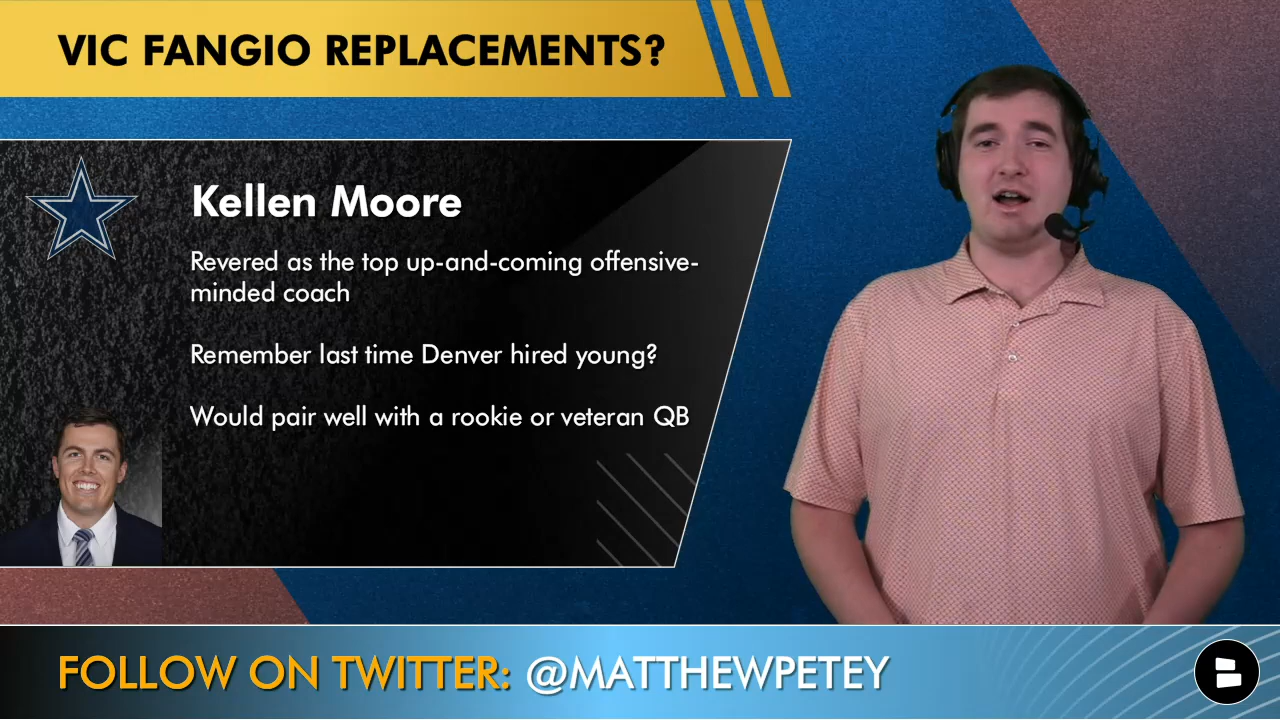 VIC FANGIO REPLACEMENTS?
Kellen Moore
Revered as the top up-and-coming offensive-
minded coach
Remember last time Denver hired young?
Would pair well with a rookie or veteran QB
FOLLOW ON TWITTER: @MATTHEWPETEY